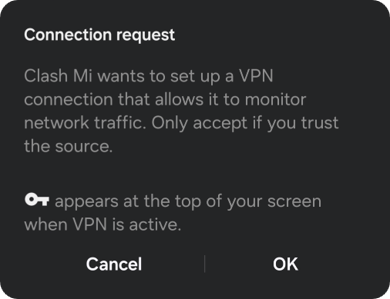 Connection request
Clash Mi wants to set up a VPN
connection that allows it to monitor
network traffic. Only accept if you trust
the source.
appears at the top of your screen
when VPN is active.
Cancel
OK